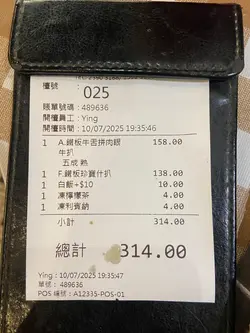 檯號 :
025
賬單號碼 : 489636
開檯員工 : Ying
開檯時間 : 10/07/2025 19:35:46
1 A.鐵板牛舌拼肉眼 158.00
牛扒
五成熟
1 F.鐵板珍寶什扒 138.00
1 白飯+$10 10.00
1 凍檸檬茶 4.00
1 凍利賓納 4.00
小計 314.00
總計 314.00
Ying : 10/07/2025 19:35:47
單號 : 489636
POS 編號 : A12335-POS-01